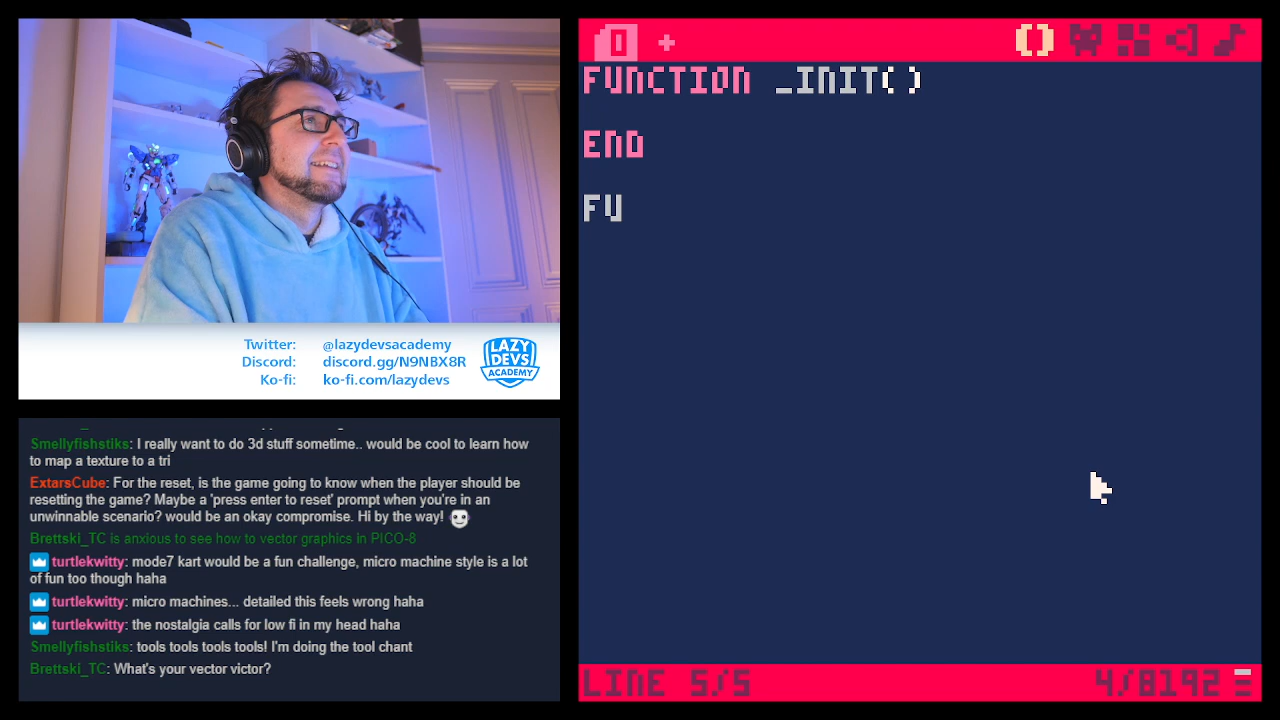 FUNCTION _INIT()
END
FU
LINE 5/5
4/8192
Twitter: @lazydevsacademy
Discord: discord.gg/N9NBX8R
Ko-fi: ko-fi.com/lazydevs
LAZY
DEVS
ACADEMY
Smellyfishstiks: I really want to do 3d stuff sometime.. would be cool to learn how
to map a texture to a tri
ExtarsCube: For the reset, is the game going to know when the player should be
resetting the game? Maybe a 'press enter to reset' prompt when you're in an
unwinnable scenario? would be an okay compromise. Hi by the way!
Brettski_TC is anxious to see how to vector graphics in PICO-8
turtlekwitty: mode7 kart would be a fun challenge, micro machine style is a lot
of fun too though haha
turtlekwitty: micro machines... detailed this feels wrong haha
turtlekwitty: the nostalgia calls for low fi in my head haha
Smellyfishstiks: tools tools tools tools! I'm doing the tool chant
Brettski_TC: What's your vector victor?